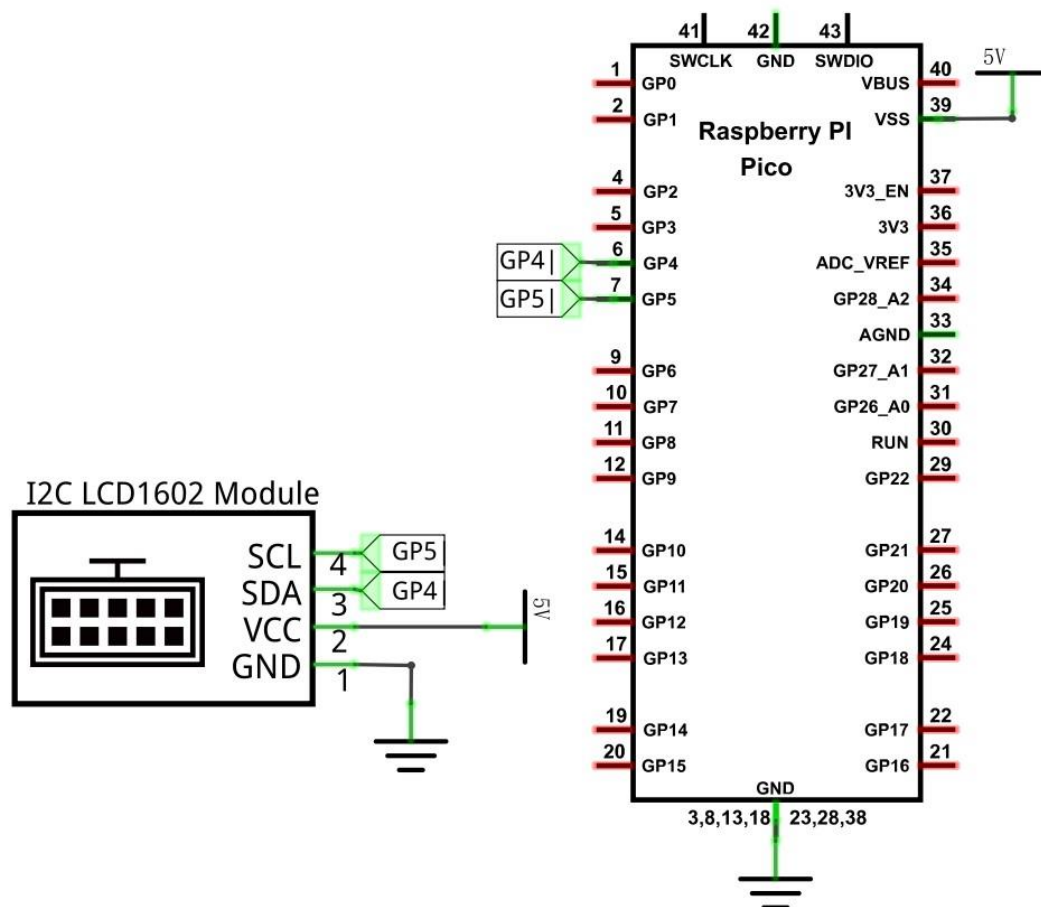 41 42 43
SWCLK GND SWDIO
5V
1 GP0 VBUS 40
2 GP1 VSS 39
Raspberry PI
Pico
4 GP2 3V3_EN 37
5 GP3 3V3 36
GP4 6 GP4 ADC_VREF 35
GP5 7 GP5 GP28_A2 34
AGND 33
9 GP6 GP27_A1 32
10 GP7 GP26_A0 31
11 GP8 RUN 30
12 GP9 GP22 29
14 GP10 GP21 27
15 GP11 GP20 26
16 GP12 GP19 25
17 GP13 GP18 24
19 GP14 GP17 22
20 GP15 GP16 21
GND
3,8,13,18 23,28,38
I2C LCD1602 Module
SCL 4 GP5
SDA 3 GP4
VCC 2 5V
GND 1